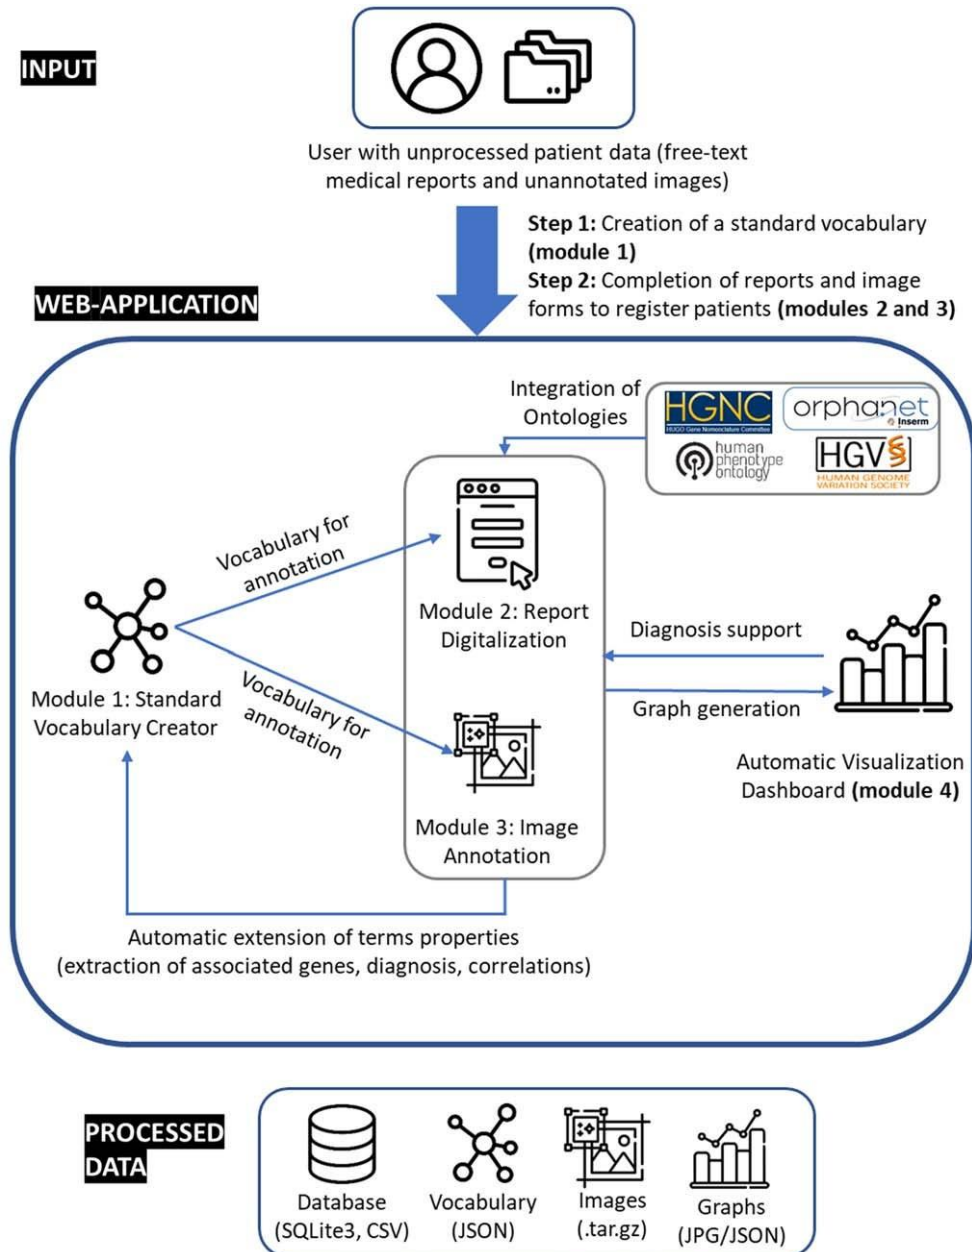 INPUT
User with unprocessed patient data (free-text
medical reports and unannotated images)
Step 1: Creation of a standard vocabulary
(module 1)
Step 2: Completion of reports and image
forms to register patients (modules 2 and 3)
WEB-APPLICATION
Integration of
Ontologies
HGNC
HUGO Gene Nomenclature Committee
orphanet
Inserm
human
phenotype
ontology
HGVS
HUMAN GENOME
VARIATION SOCIETY
Vocabulary for
annotation
Module 2: Report
Digitalization
Module 1: Standard
Vocabulary Creator
Vocabulary for
annotation
Diagnosis support
Graph generation
Automatic Visualization
Dashboard (module 4)
Module 3: Image
Annotation
Automatic extension of terms properties
(extraction of associated genes, diagnosis, correlations)
PROCESSED
DATA
Database
(SQLite3, CSV)
Vocabulary
(JSON)
Images
(.tar.gz)
Graphs
(JPG/JSON)